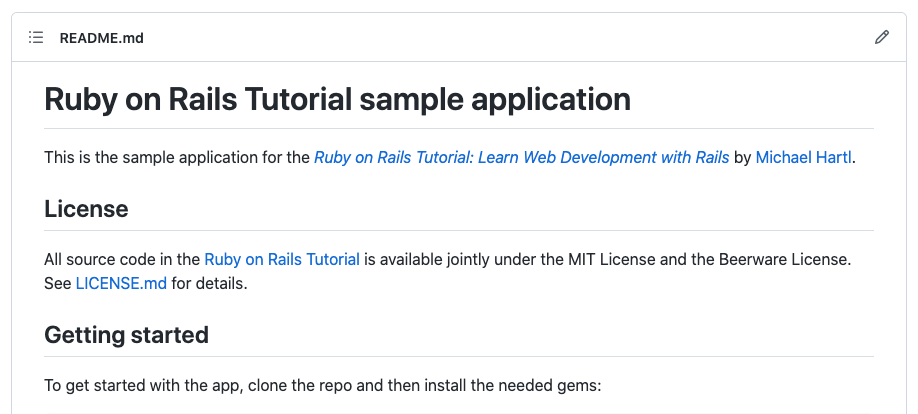 README.md
Ruby on Rails Tutorial sample application
This is the sample application for the Ruby on Rails Tutorial: Learn Web Development with Rails by Michael Hartl.
License
All source code in the Ruby on Rails Tutorial is available jointly under the MIT License and the Beerware License.
See LICENSE.md for details.
Getting started
To get started with the app, clone the repo and then install the needed gems: